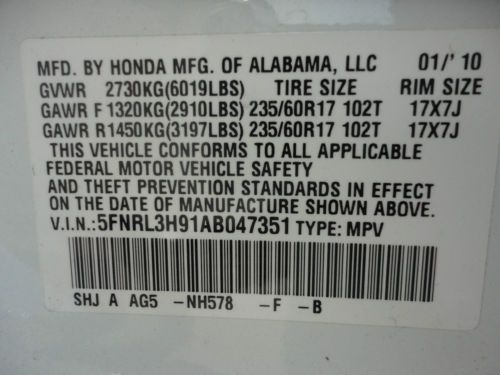 MFD. BY HONDA MFG. OF ALABAMA, LLC 01/' 10
GVWR 2730KG(6019LBS) TIRE SIZE RIM SIZE
GAWR F 1320KG(2910LBS) 235/60R17 102T 17X7J
GAWR R1450KG(3197LBS) 235/60R17 102T 17X7J
THIS VEHICLE CONFORMS TO ALL APPLICABLE
FEDERAL MOTOR VEHICLE SAFETY
AND THEFT PREVENTION STANDARDS IN EFFECT
ON THE DATE OF MANUFACTURE SHOWN ABOVE.
V.I.N.:5FNRL3H91AB047351 TYPE: MPV
SHJ A AG5 -NH578 -F -B